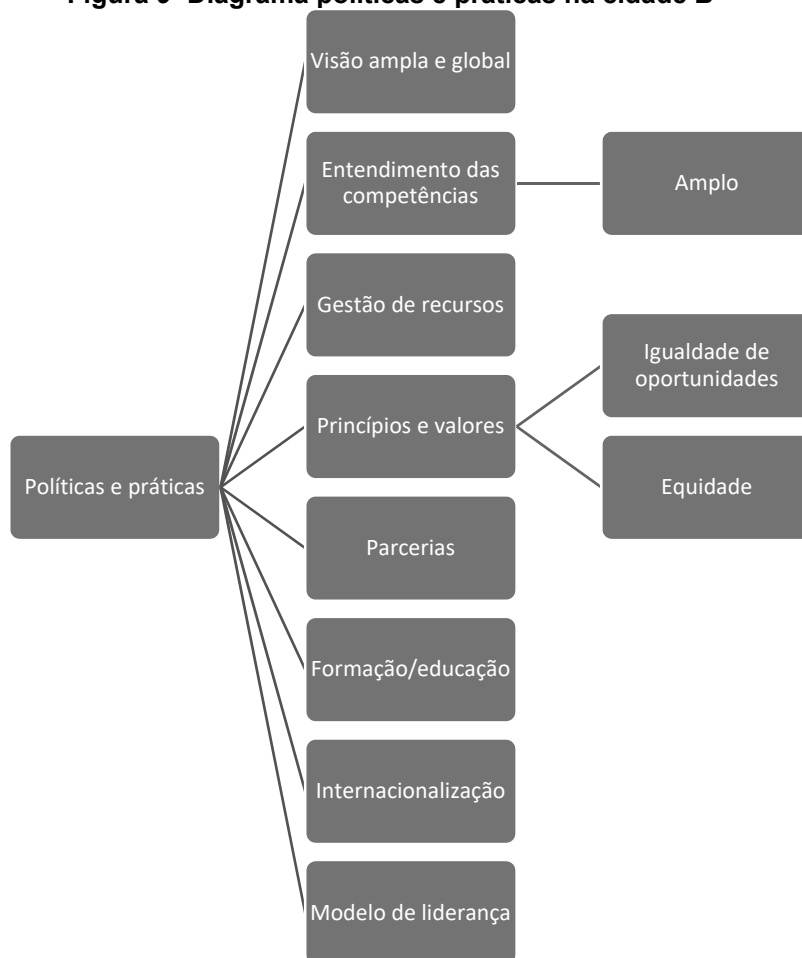 Visão ampla e global
Entendimento das
competências
Amplo
Gestão de recursos
Igualdade de
oportunidades
Princípios e valores
Políticas e práticas
Equidade
Parcerias
Formação/educação
Internacionalização
Modelo de liderança